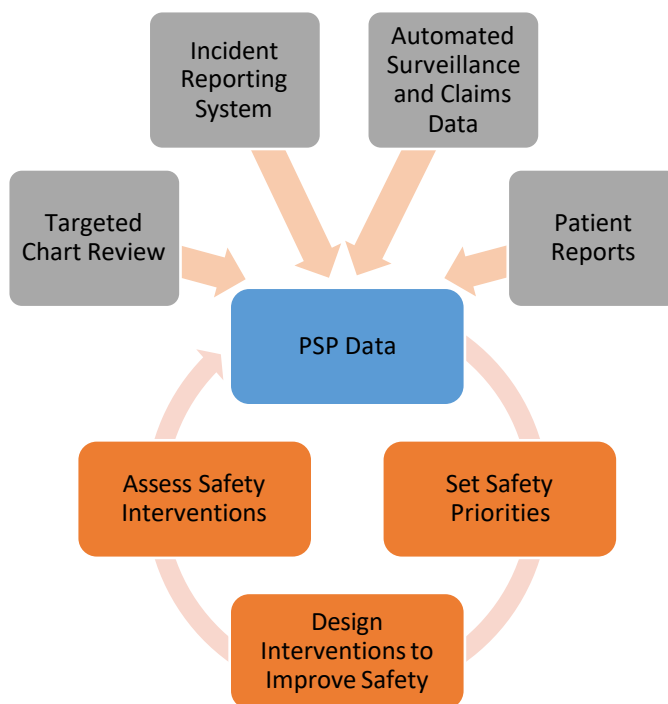 Incident
Reporting
System
Automated
Surveillance
and Claims
Data
Targeted
Chart Review
Patient
Reports
PSP Data
Assess Safety
Interventions
Set Safety
Priorities
Design
Interventions to
Improve Safety